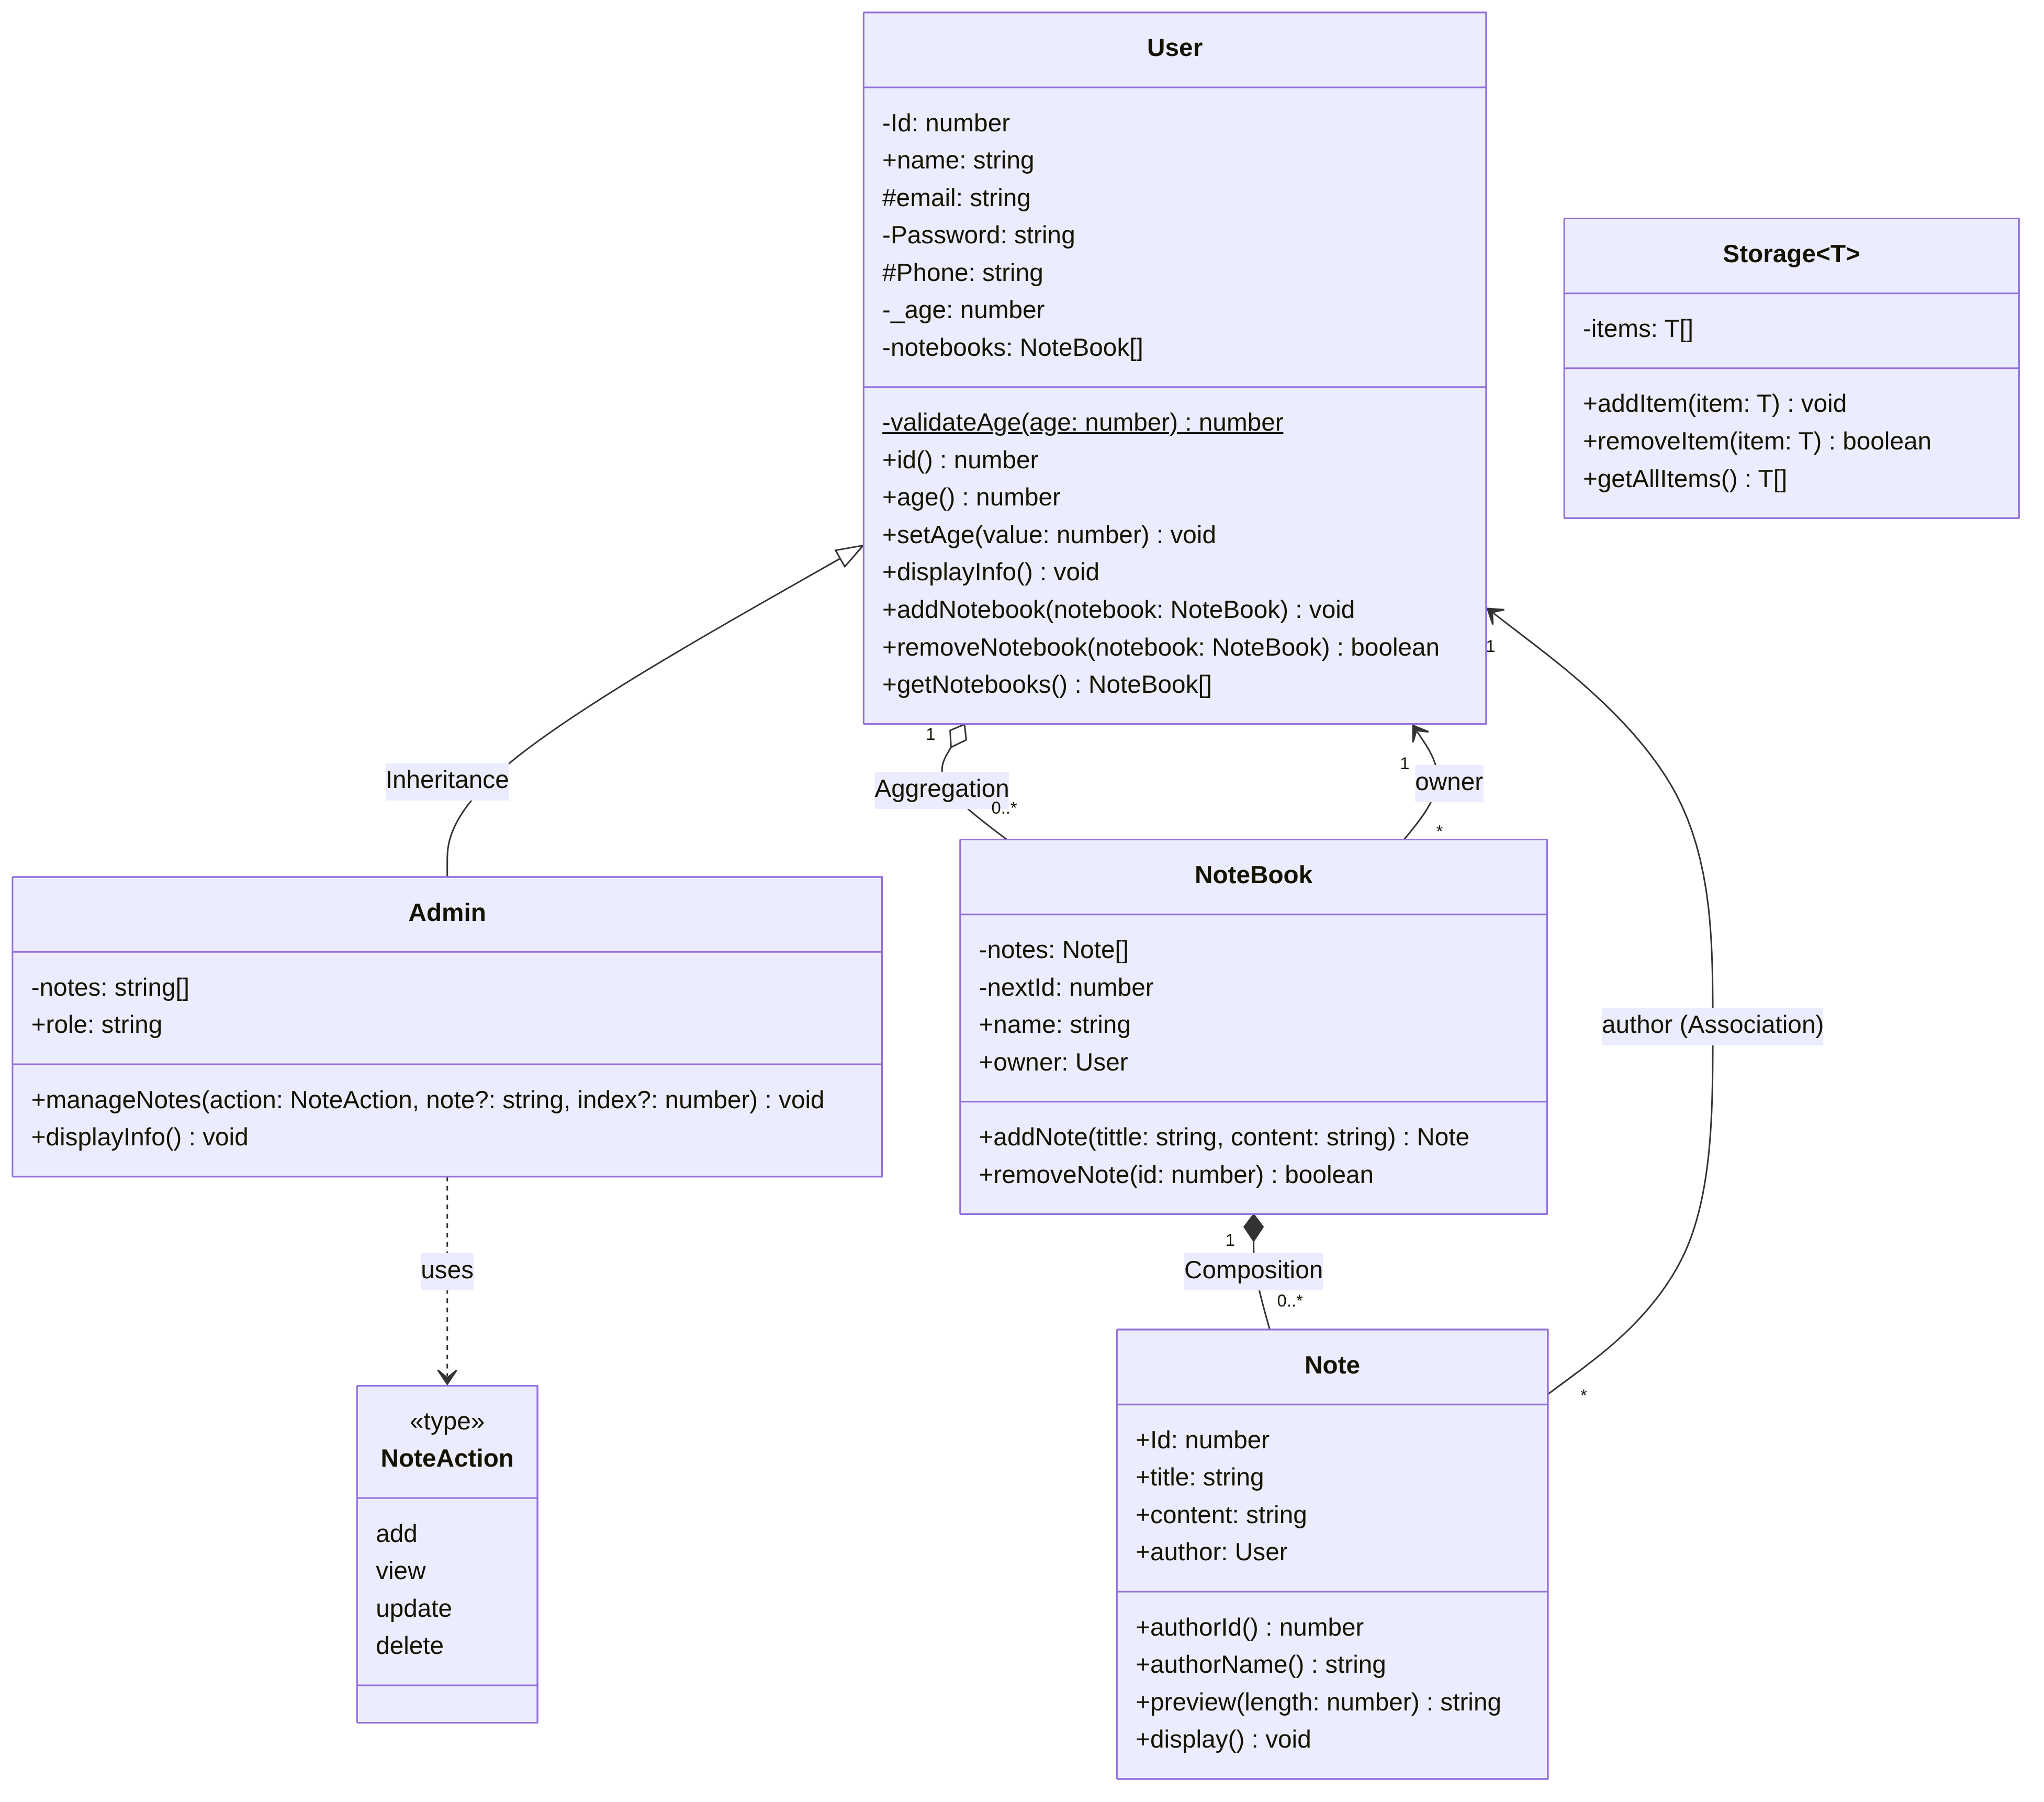 User
-Id: number
+name: string
#email: string
-Password: string
#Phone: string
-_age: number
-notebooks: NoteBook[]
-validateAge(age: number) : number
+id() : number
+age() : number
+setAge(value: number) : void
+displayInfo() : void
+addNotebook(notebook: NoteBook) : void
+removeNotebook(notebook: NoteBook) : boolean
+getNotebooks() : NoteBook[]
Storage<T>
-items: T[]
+addItem(item: T) : void
+removeItem(item: T) : boolean
+getAllItems() : T[]
1
1
1
Inheritance
Aggregation
owner
0..*
*
Admin
-notes: string[]
+role: string
+manageNotes(action: NoteAction, note?: string, index?: number) : void
+displayInfo() : void
NoteBook
-notes: Note[]
-nextId: number
+name: string
+owner: User
+addNote(tittle: string, content: string) : Note
+removeNote(id: number) : boolean
author (Association)
uses
1
Composition
0..*
*
«type»
NoteAction
add
view
update
delete
Note
+Id: number
+title: string
+content: string
+author: User
+authorId() : number
+authorName() : string
+preview(length: number) : string
+display() : void